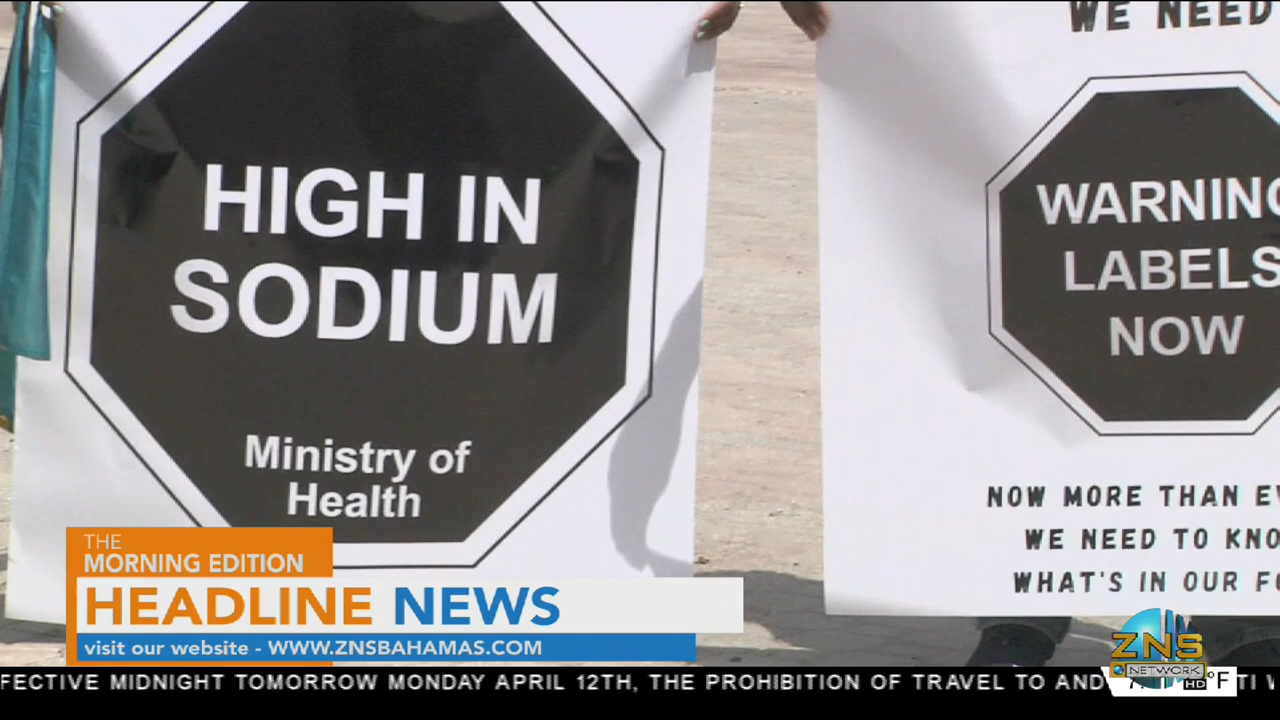 HIGH IN
SODIUM
Ministry of
Health
WE NEED
WARNING
LABELS
NOW
NOW MORE THAN
WE NEED TO
WHAT'S IN OUR
THE
MORNING EDITION
HEADLINE NEWS
visit our website - WWW.ZNSBAHAMAS.COM
ZNS
NETWORK
HD
°F
FECTIVE MIDNIGHT TOMORROW MONDAY APRIL 12TH, THE PROHIBITION OF TRAVEL TO AND